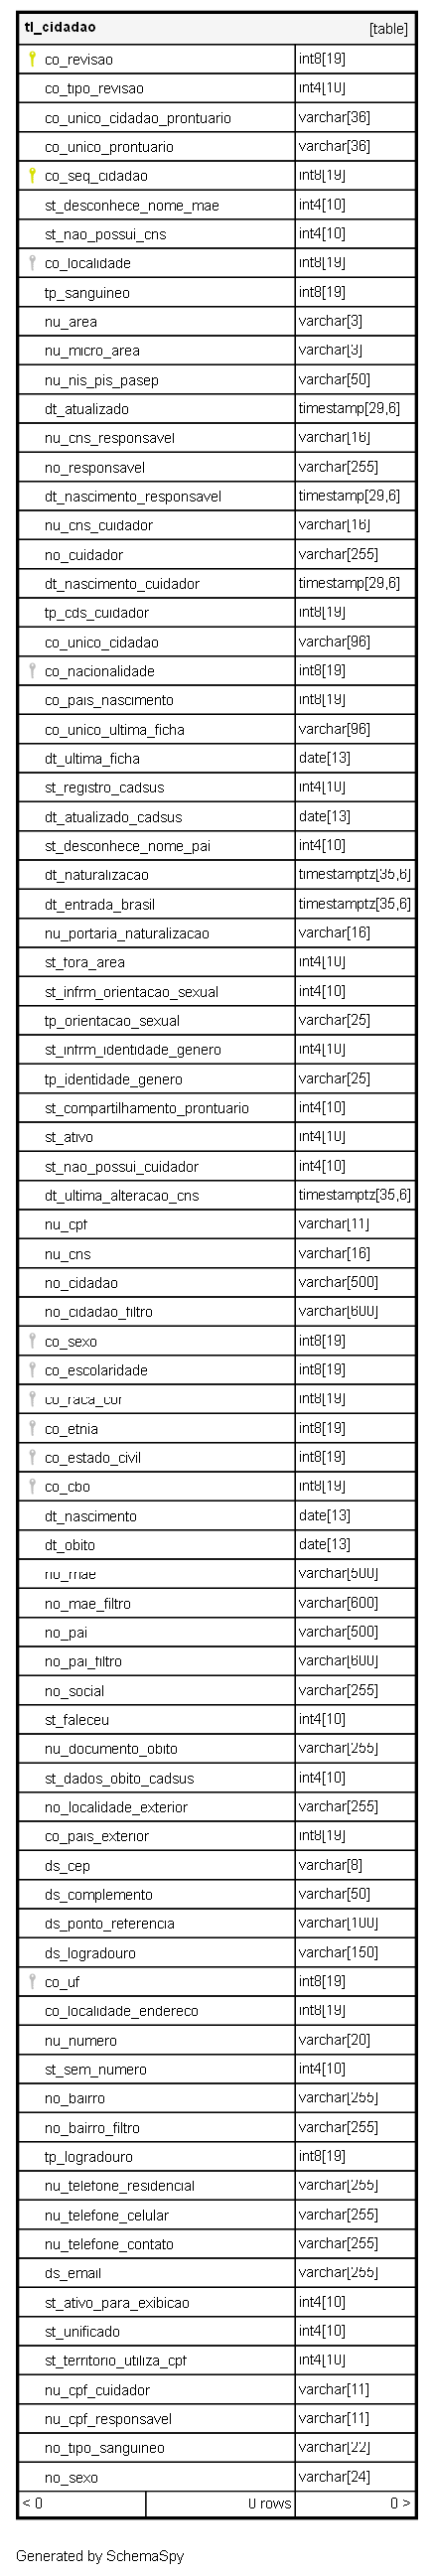 tl_cidadao [table]
co_revisao int8[19]
co_tipo_revisao int4[10]
co_unico_cidadao_prontuario varchar[36]
co_unico_prontuario varchar[36]
co_seq_cidadao int8[19]
st_desconhece_nome_mae int4[10]
st_nao_possui_cns int4[10]
co_localidade int8[19]
tp_sanguineo int8[19]
nu_area varchar[3]
nu_micro_area varchar[3]
nu_nis_pis_pasep varchar[50]
dt_atualizado timestamp[29,6]
nu_cns_responsavel varchar[16]
no_responsavel varchar[255]
dt_nascimento_responsavel timestamp[29,6]
nu_cns_cuidador varchar[16]
no_cuidador varchar[255]
dt_nascimento_cuidador timestamp[29,6]
tp_cds_cuidador int8[19]
co_unico_cidadao varchar[96]
co_nacionalidade int8[19]
co_pais_nascimento int8[19]
co_unico_ultima_ficha varchar[96]
dt_ultima_ficha date[13]
st_registro_cadsus int4[10]
dt_atualizado_cadsus date[13]
st_desconhece_nome_pai int4[10]
dt_naturalizacao timestamptz[35,6]
dt_entrada_brasil timestamptz[35,6]
nu_portaria_naturalizacao varchar[16]
st_fora_area int4[10]
st_infrm_orientacao_sexual int4[10]
tp_orientacao_sexual varchar[25]
st_infrm_identidade_genero int4[10]
tp_identidade_genero varchar[25]
st_compartilhamento_prontuario int4[10]
st_ativo int4[10]
st_nao_possui_cuidador int4[10]
dt_ultima_alteracao_cns timestamptz[35,6]
nu_cpf varchar[11]
nu_cns varchar[16]
no_cidadao varchar[500]
no_cidadao_filtro varchar[600]
co_sexo int8[19]
co_escolaridade int8[19]
co_raca_cor int8[19]
co_etnia int8[19]
co_estado_civil int8[19]
co_cbo int8[19]
dt_nascimento date[13]
dt_obito date[13]
no_mae varchar[500]
no_mae_filtro varchar[600]
no_pai varchar[500]
no_pai_filtro varchar[600]
no_social varchar[255]
st_faleceu int4[10]
nu_documento_obito varchar[255]
st_dados_obito_cadsus int4[10]
no_localidade_exterior varchar[255]
co_pais_exterior int8[19]
ds_cep varchar[8]
ds_complemento varchar[50]
ds_ponto_referencia varchar[100]
ds_logradouro varchar[150]
co_uf int8[19]
co_localidade_endereco int8[19]
nu_numero varchar[20]
st_sem_numero int4[10]
no_bairro varchar[255]
no_bairro_filtro varchar[255]
tp_logradouro int8[19]
nu_telefone_residencial varchar[255]
nu_telefone_celular varchar[255]
nu_telefone_contato varchar[255]
ds_email varchar[255]
st_ativo_para_exibicao int4[10]
st_unificado int4[10]
st_territorio_utiliza_cpf int4[10]
nu_cpf_cuidador varchar[11]
nu_cpf_responsavel varchar[11]
no_tipo_sanguineo varchar[22]
no_sexo varchar[24]
< 0 0 rows 0 >
Generated by SchemaSpy